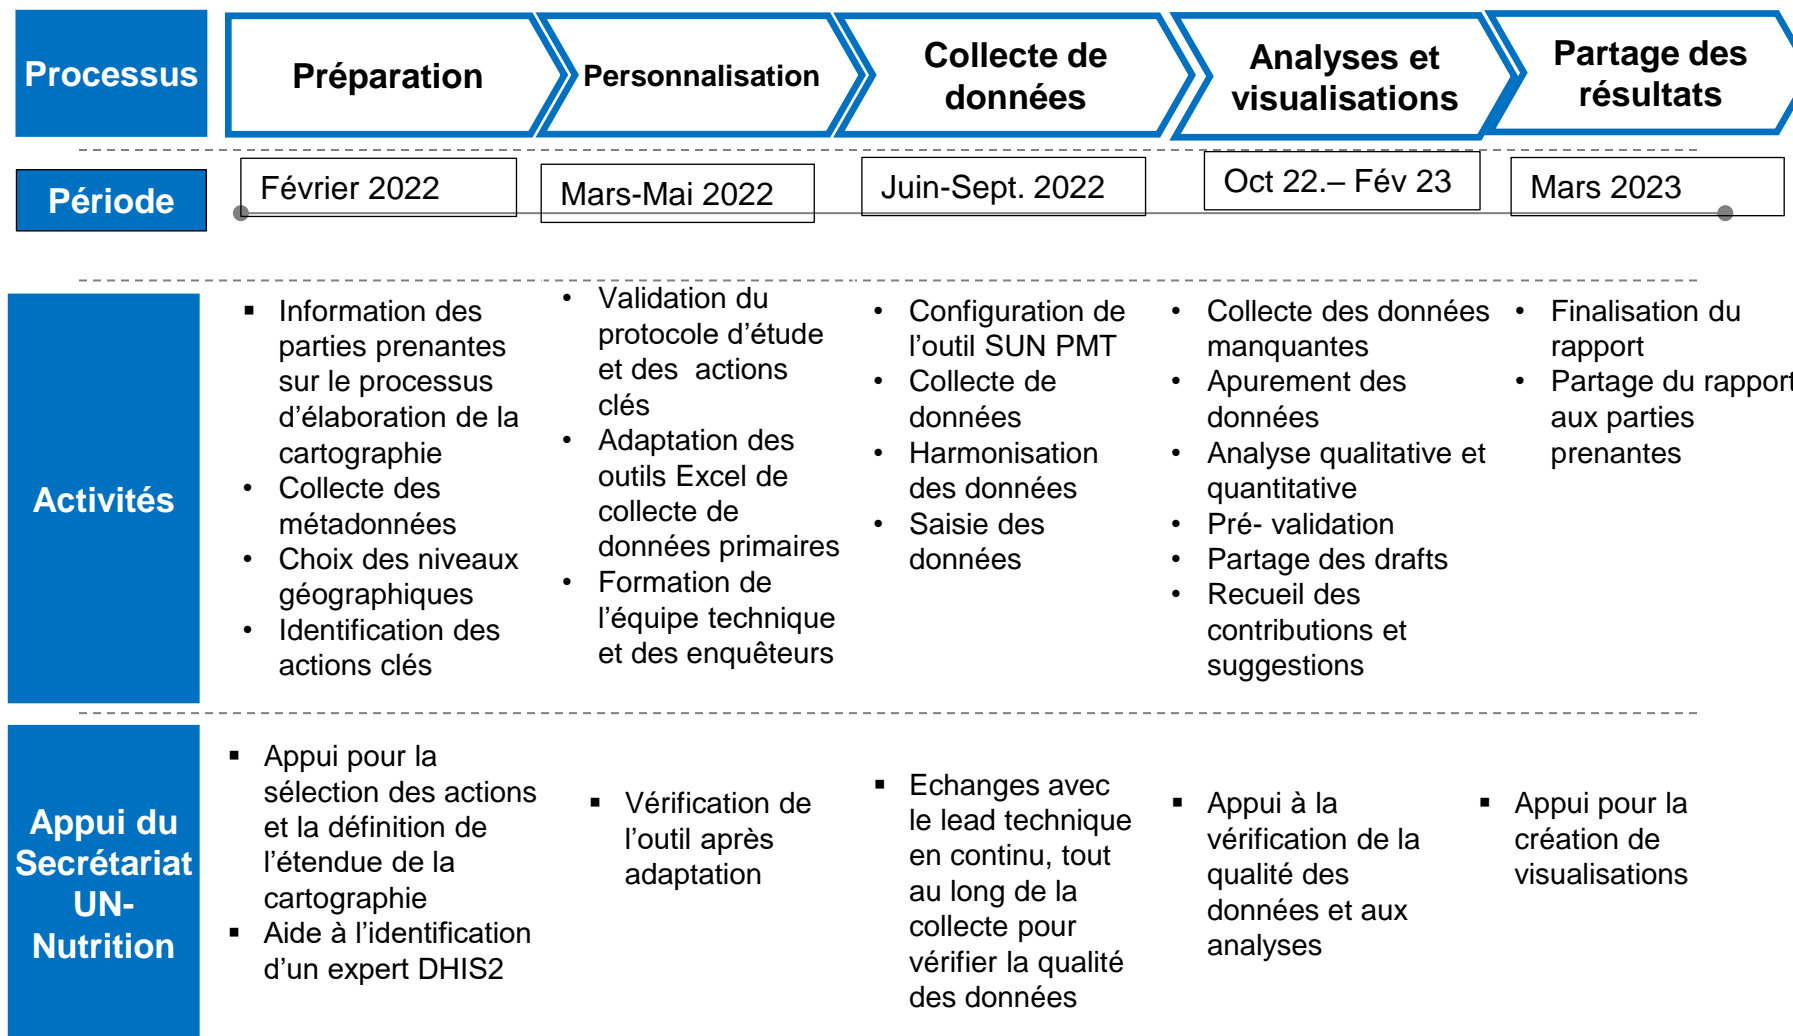 Processus
Préparation
Personnalisation
Collecte de
données
Analyses et
visualisations
Partage des
résultats
Période
Février 2022
Mars-Mai 2022
Juin-Sept. 2022
Oct 22.– Fév 23
Mars 2023
Activités
▪ Information des
parties prenantes
sur le processus
d’élaboration de la
cartographie
• Collecte des
métadonnées
• Choix des niveaux
géographiques
• Identification des
actions clés
• Validation du
protocole d’étude
et des  actions
clés
• Adaptation des
outils Excel de
collecte de
données primaires
• Formation de
l’équipe technique
et des enquêteurs
• Configuration de
l’outil SUN PMT
• Collecte de
données
• Harmonisation
des données
• Saisie des
données
• Collecte des données
manquantes
• Apurement des
données
• Analyse qualitative et
quantitative
• Pré- validation
• Partage des drafts
• Recueil des
contributions et
suggestions
• Finalisation du
rapport
• Partage du rapport
aux parties
prenantes
Appui du
Secrétariat
UN-
Nutrition
▪ Appui pour la
sélection des actions
et la définition de
l’étendue de la
cartographie
▪ Aide à l’identification
d’un expert DHIS2
▪ Vérification de
l’outil après
adaptation
▪ Echanges avec
le lead technique
en continu, tout
au long de la
collecte pour
vérifier la qualité
des données
▪ Appui à la
vérification de la
qualité des
données et aux
analyses
▪ Appui pour la
création de
visualisations